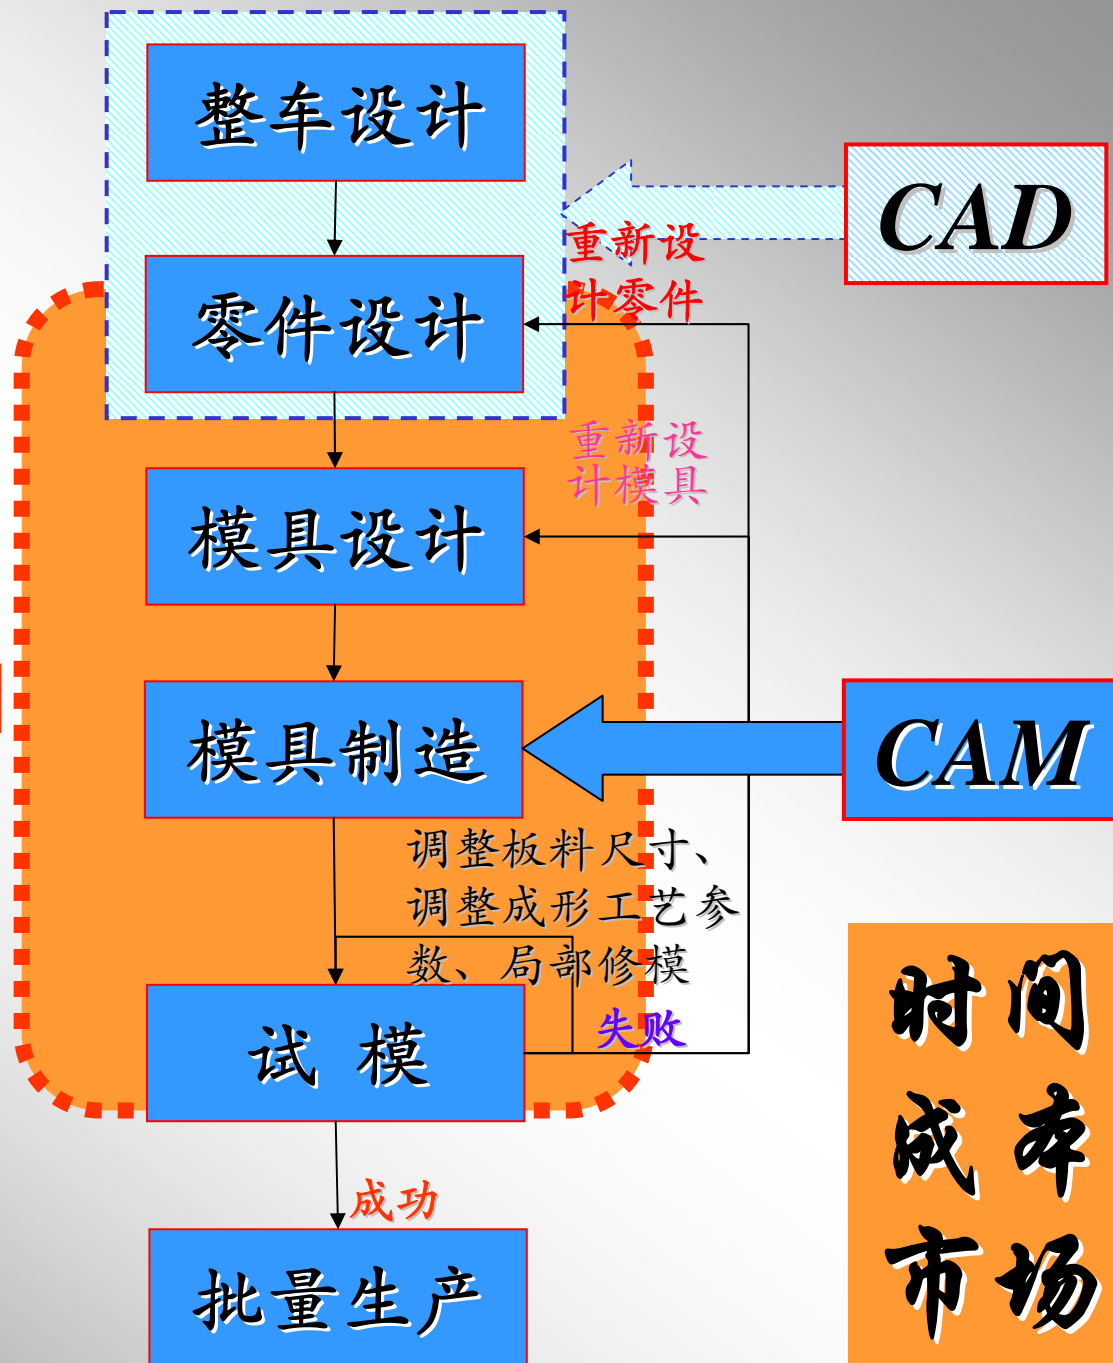 整车设计
CAD
重新设
计零件
零件设计
重新设
计模具
模具设计
模具制造
CAM
调整板料尺寸、
调整成形工艺参
数、局部修模
失败
试 模
时间
成本
市场
成功
批量生产